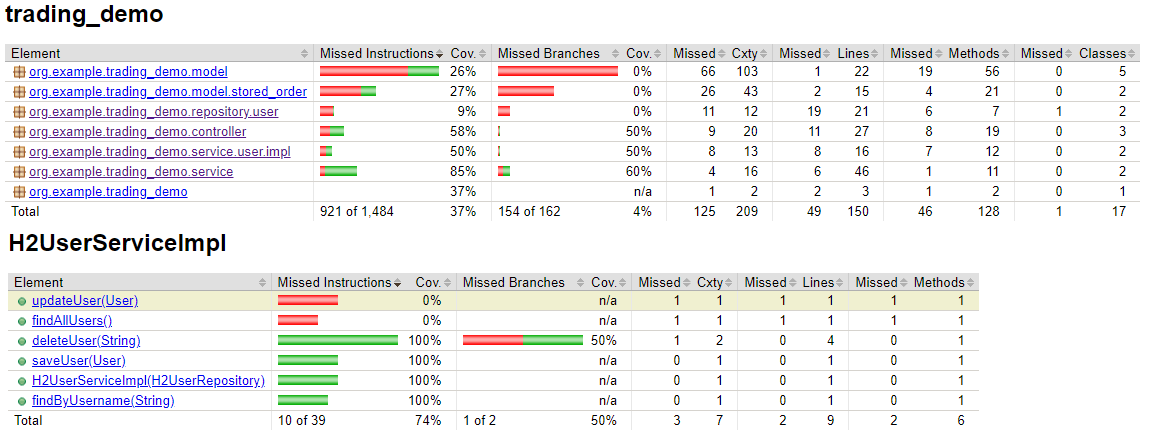 trading_demo
Element Missed Instructions Cov. Missed Branches Cov. Missed Cxty Missed Lines Missed Methods Missed Classes
org.example.trading_demo.model 26% 0% 66 103 1 22 19 56 0 5
org.example.trading_demo.model.stored_order 27% 0% 26 43 2 15 4 21 0 2
org.example.trading_demo.repository.user 9% 0% 11 12 19 21 6 7 1 2
org.example.trading_demo.controller 58% 50% 9 20 11 27 8 19 0 3
org.example.trading_demo.service.user.impl 50% 50% 8 13 8 16 7 12 0 2
org.example.trading_demo.service 85% 60% 4 16 6 46 1 11 0 2
org.example.trading_demo 37% n/a 1 2 2 3 1 2 0 1
Total 921 of 1,484 37% 154 of 162 4% 125 209 49 150 46 128 1 17
H2UserServiceImpl
Element Missed Instructions Cov. Missed Branches Cov. Missed Cxty Missed Lines Missed Methods
updateUser(User) 0% n/a 1 1 1 1 1 1
findAllUsers() 0% n/a 1 1 1 1 1 1
deleteUser(String) 100% 50% 1 2 0 4 0 1
saveUser(User) 100% n/a 0 1 0 1 0 1
H2UserServiceImpl(H2UserRepository) 100% n/a 0 1 0 1 0 1
findByUsername(String) 100% n/a 0 1 0 1 0 1
Total 10 of 39 74% 1 of 2 50% 3 7 2 9 2 6